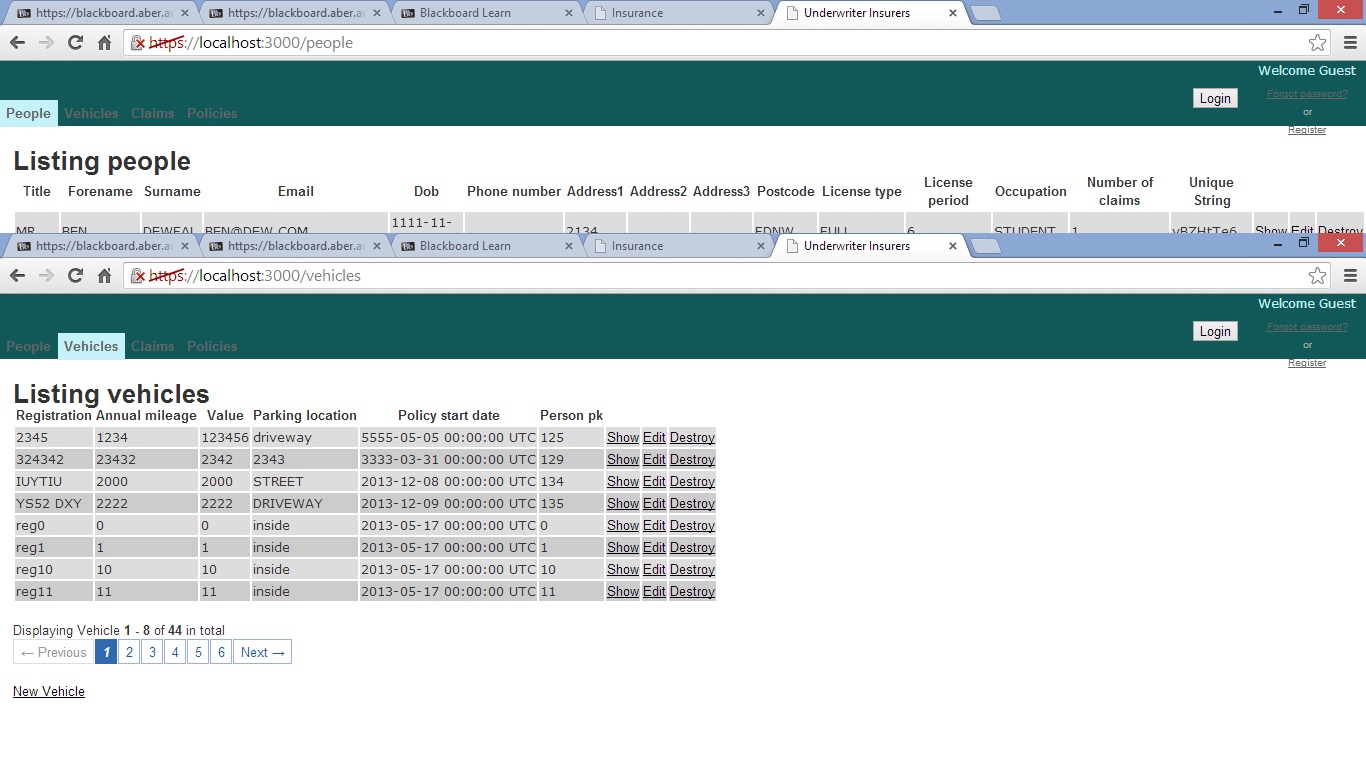 https://blackboard.aber.ac https://blackboard.aber.ac Blackboard Learn Insurance Underwriter Insurers
https://localhost:3000/people
Welcome Guest
Login Forgot password?
People Vehicles Claims Policies or
Register
Listing people
Title Forename Surname Email Dob Phone number Address1 Address2 Address3 Postcode License type License period Occupation Number of claims Unique String
MR BEN DEWEAL BEN@DEW.COM 1111-11- 2134 FDNW FULL 6 STUDENT 1 vBZHtTe6 Show Edit Destroy
https://blackboard.aber.ac https://blackboard.aber.ac Blackboard Learn Insurance Underwriter Insurers
https://localhost:3000/vehicles
Welcome Guest
Login Forgot password?
People Vehicles Claims Policies or
Register
Listing vehicles
Registration Annual mileage Value Parking location Policy start date Person pk
2345 1234 123456 driveway 5555-05-05 00:00:00 UTC 125 Show Edit Destroy
324342 23432 2342 2343 3333-03-31 00:00:00 UTC 129 Show Edit Destroy
IUYTIU 2000 2000 STREET 2013-12-08 00:00:00 UTC 134 Show Edit Destroy
YS52 DXY 2222 2222 DRIVEWAY 2013-12-09 00:00:00 UTC 135 Show Edit Destroy
reg0 0 0 inside 2013-05-17 00:00:00 UTC 0 Show Edit Destroy
reg1 1 1 inside 2013-05-17 00:00:00 UTC 1 Show Edit Destroy
reg10 10 10 inside 2013-05-17 00:00:00 UTC 10 Show Edit Destroy
reg11 11 11 inside 2013-05-17 00:00:00 UTC 11 Show Edit Destroy
Displaying Vehicle 1 - 8 of 44 in total
← Previous 1 2 3 4 5 6 Next →
New Vehicle